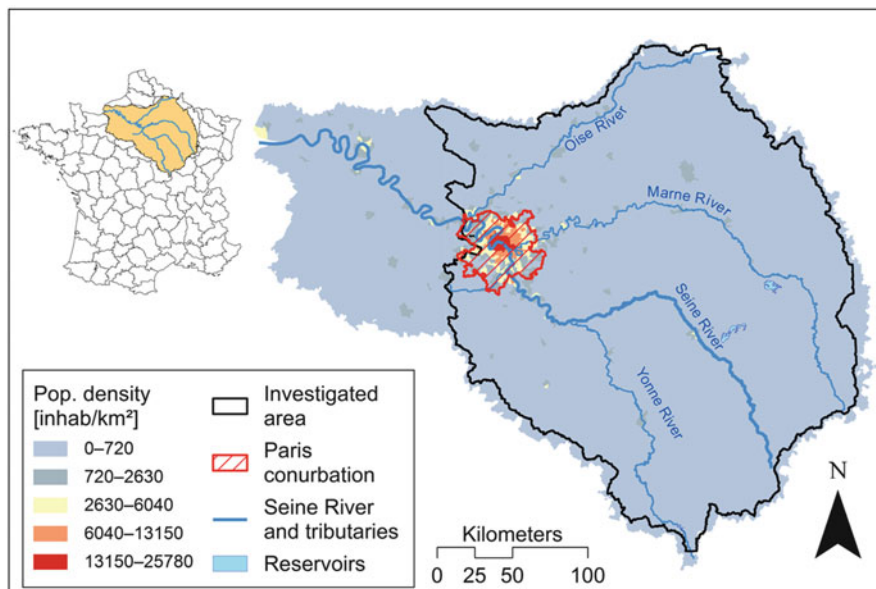 Oise River
Marne River
Seine River
Yonne River
Pop. density
[inhab/km²]
0–720
720–2630
2630–6040
6040–13150
13150–25780
Investigated
area
Paris
conurbation
Seine River
and tributaries
Reservoirs
Kilometers
0 25 50 100
N